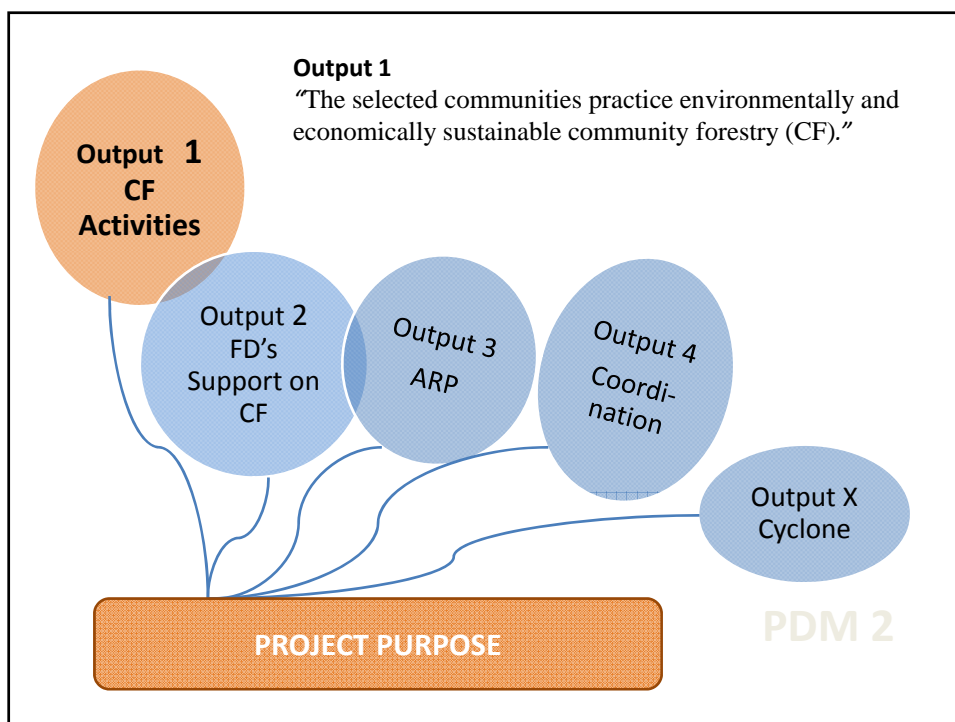 Output 1
"The selected communities practice environmentally and
economically sustainable community forestry (CF)."
Output 1
CF
Activities
Output 2
FD's
Support on
CF
Output 3
ARP
Output 4
Coordi-
nation
Output X
Cyclone
PROJECT PURPOSE
PDM 2